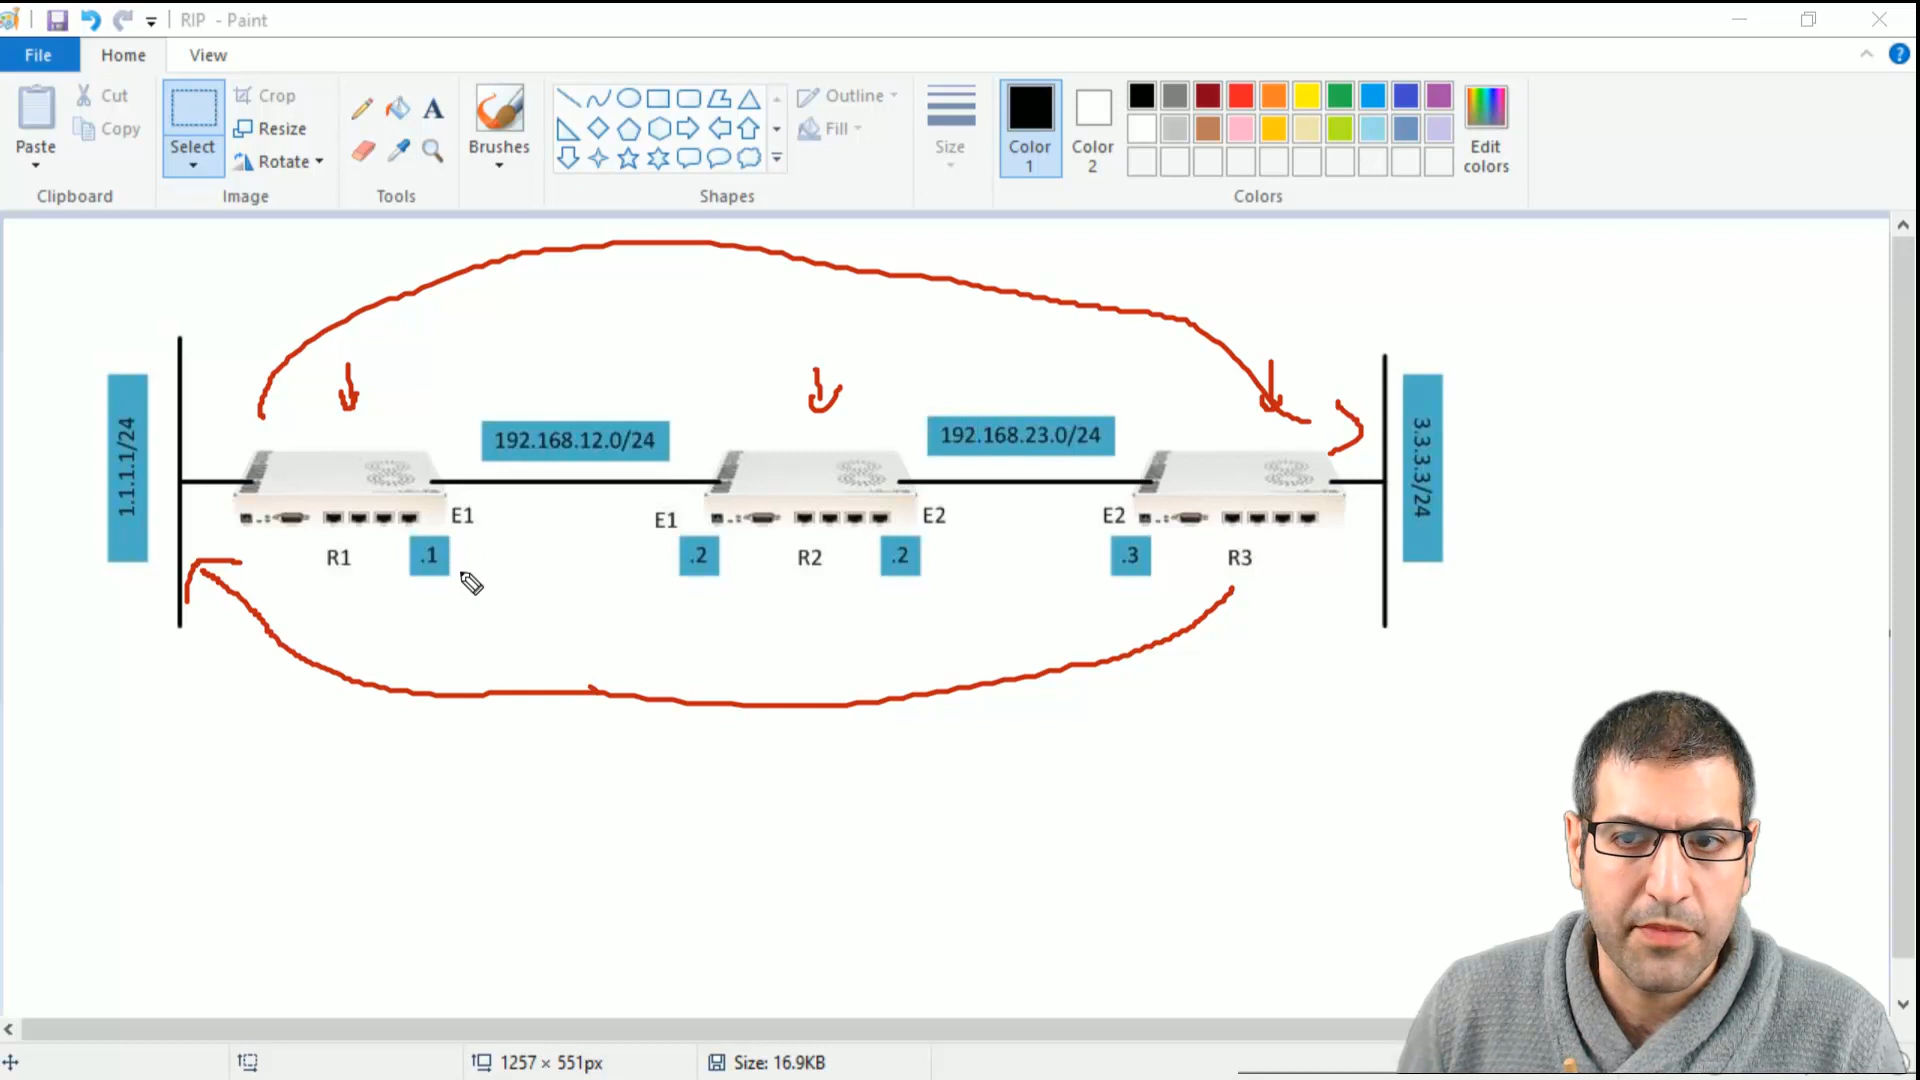 RIP - Paint
File Home View
Paste
Cut
Copy
Clipboard
Select
Crop
Resize
Rotate
Image
A
Tools
Brushes
Shapes
Outline
Fill
Size
Color 1
Color 2
Edit colors
Colors
?
1.1.1.1/24
192.168.12.0/24
192.168.23.0/24
3.3.3.3/24
E1
E1
E2
E2
R1
.1
.2
R2
.2
.3
R3
1257 × 551px
Size: 16.9KB